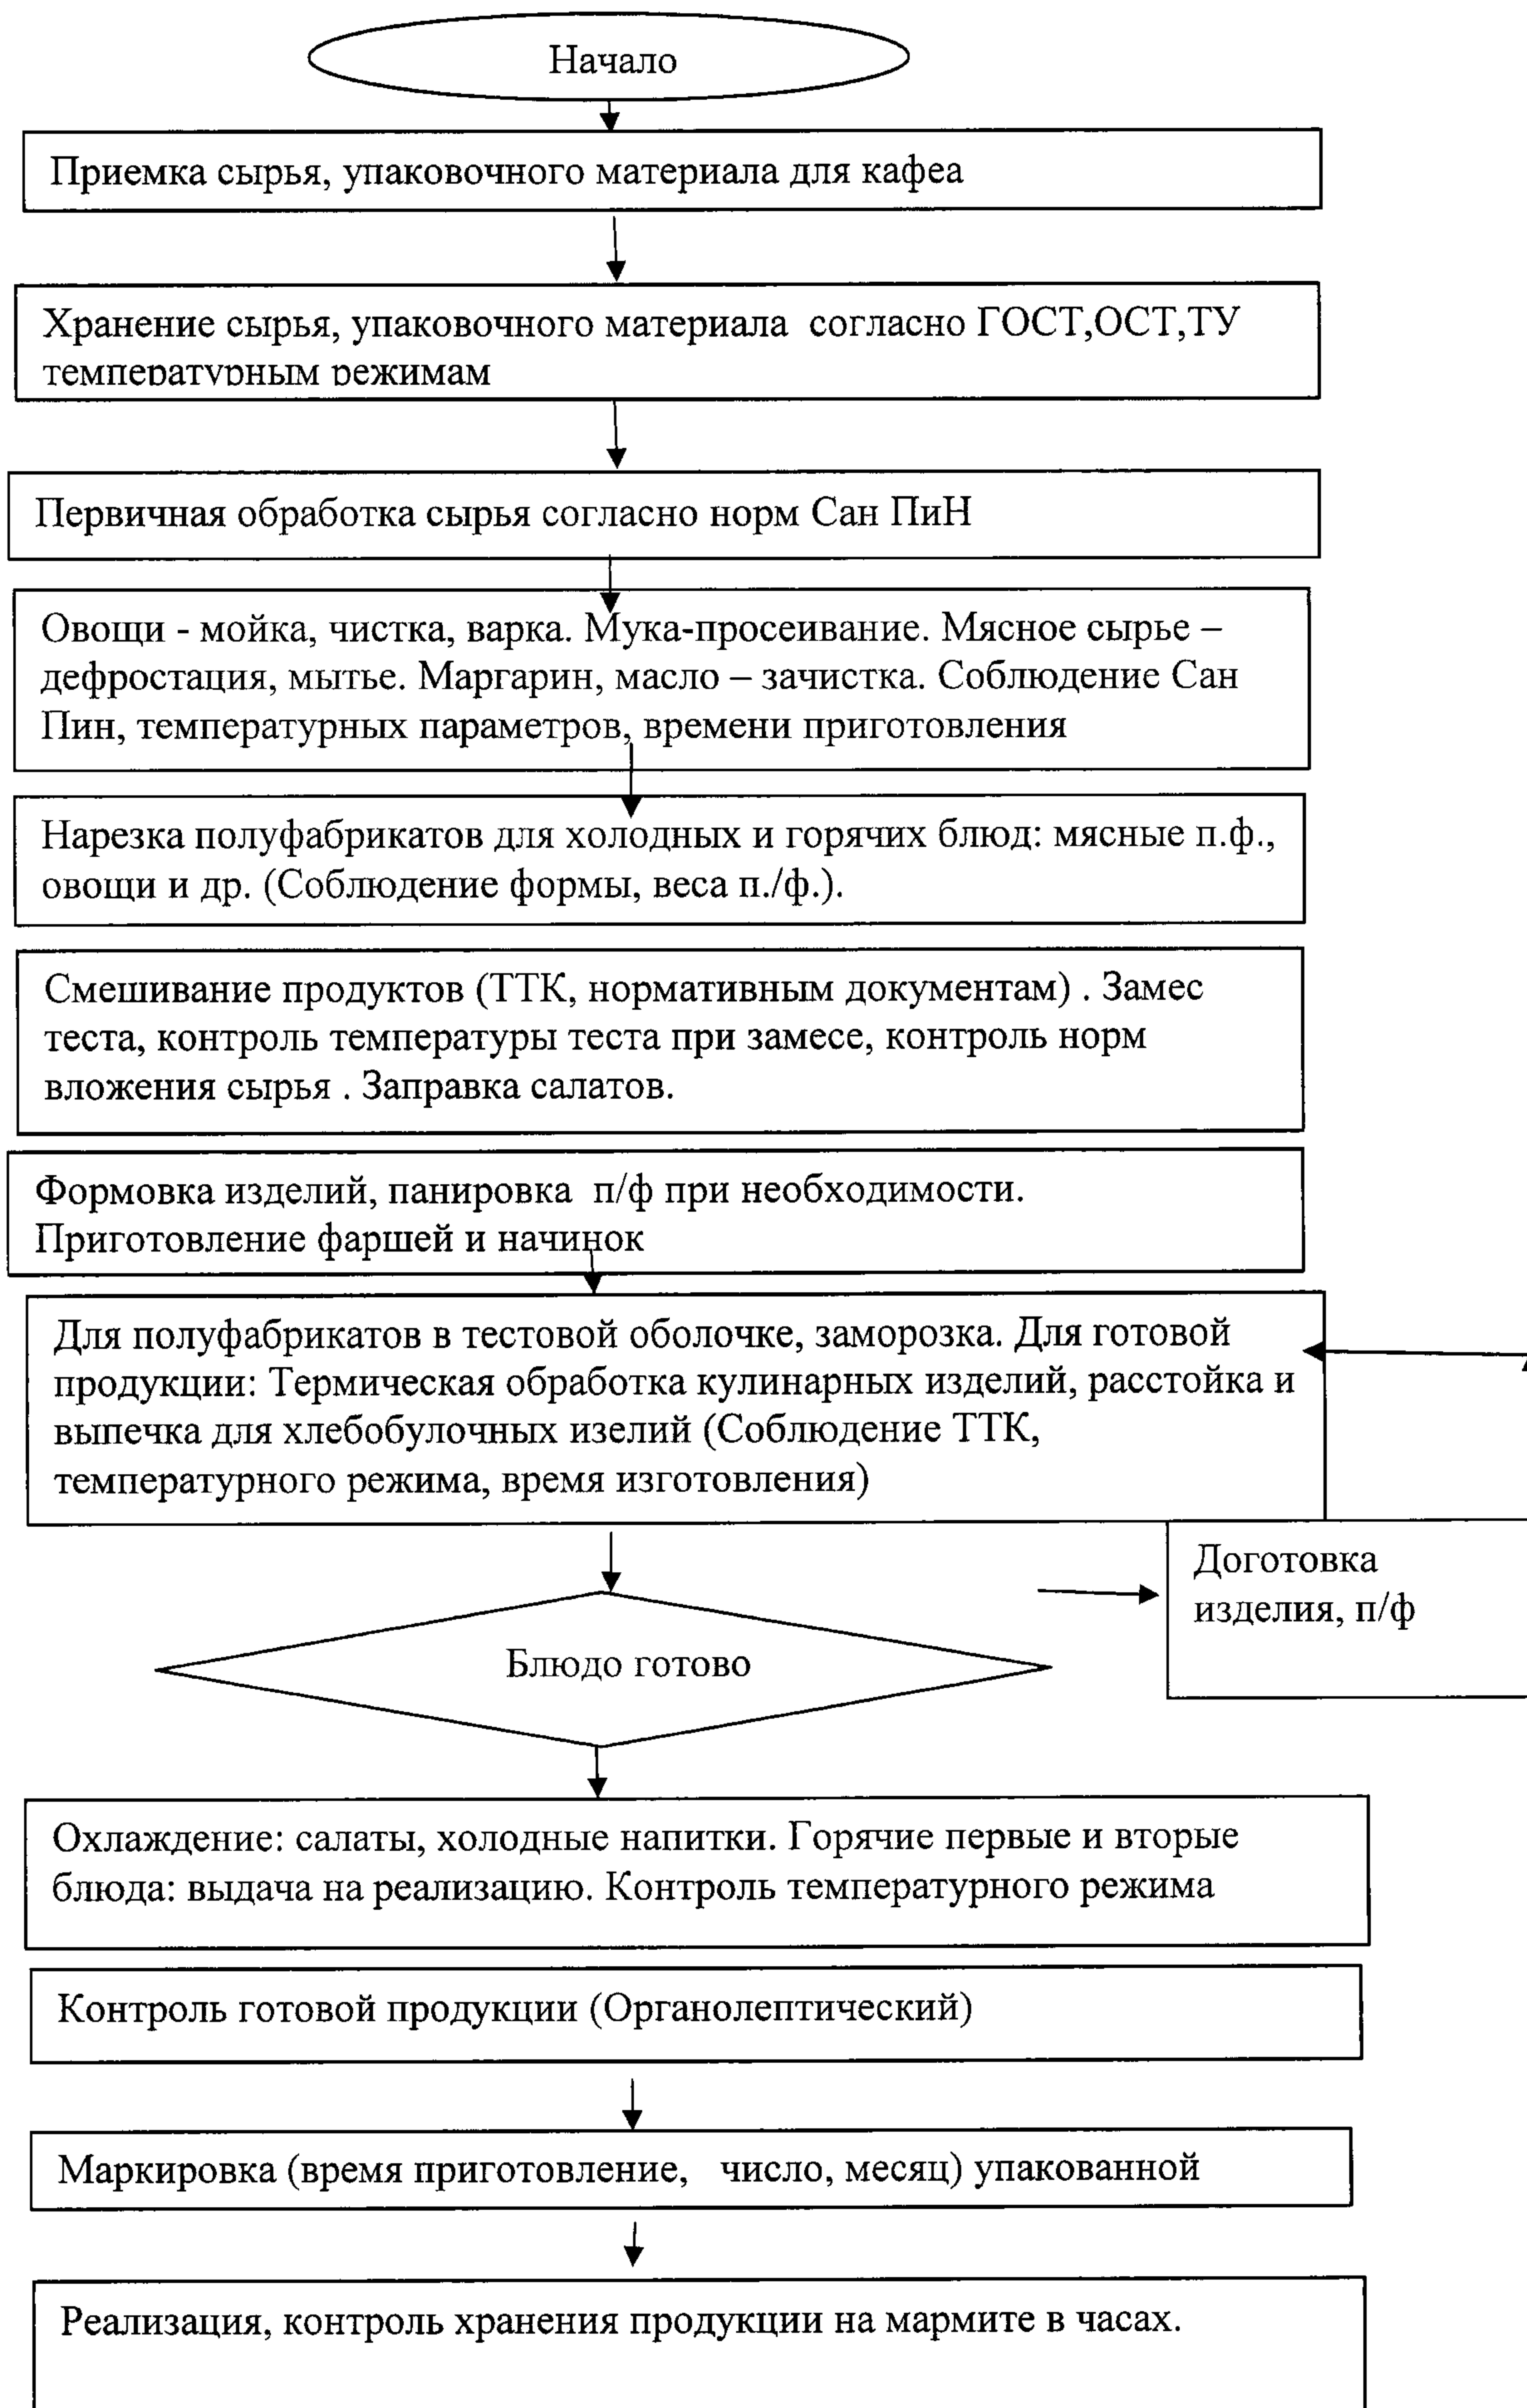 Начало
Приемка сырья, упаковочного материала для кафеа
Хранение сырья, упаковочного материала согласно ГОСТ,ОСТ,ТУ
температурным режимам
Первичная обработка сырья согласно норм Сан ПиН
Овощи - мойка, чистка, варка. Мука-просеивание. Мясное сырье –
дефростация, мытье. Маргарин, масло – зачистка. Соблюдение Сан
Пин, температурных параметров, времени приготовления
Нарезка полуфабрикатов для холодных и горячих блюд: мясные п.ф.,
овощи и др. (Соблюдение формы, веса п./ф.).
Смешивание продуктов (ТТК, нормативным документам) . Замес
теста, контроль температуры теста при замесе, контроль норм
вложения сырья . Заправка салатов.
Формовка изделий, панировка п/ф при необходимости.
Приготовление фаршей и начинок
Для полуфабрикатов в тестовой оболочке, заморозка. Для готовой
продукции: Термическая обработка кулинарных изделий, расстойка и
выпечка для хлебобулочных изелий (Соблюдение ТТК,
температурного режима, время изготовления)
Доготовка
изделия, п/ф
Блюдо готово
Охлаждение: салаты, холодные напитки. Горячие первые и вторые
блюда: выдача на реализацию. Контроль температурного режима
Контроль готовой продукции (Органолептический)
Маркировка (время приготовление, число, месяц) упакованной
Реализация, контроль хранения продукции на мармите в часах.